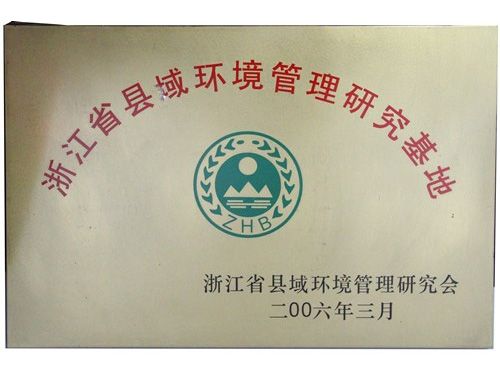 浙江省县域环境管理研究基地
ZHB
浙江省县域环境管理研究会
二00六年三月